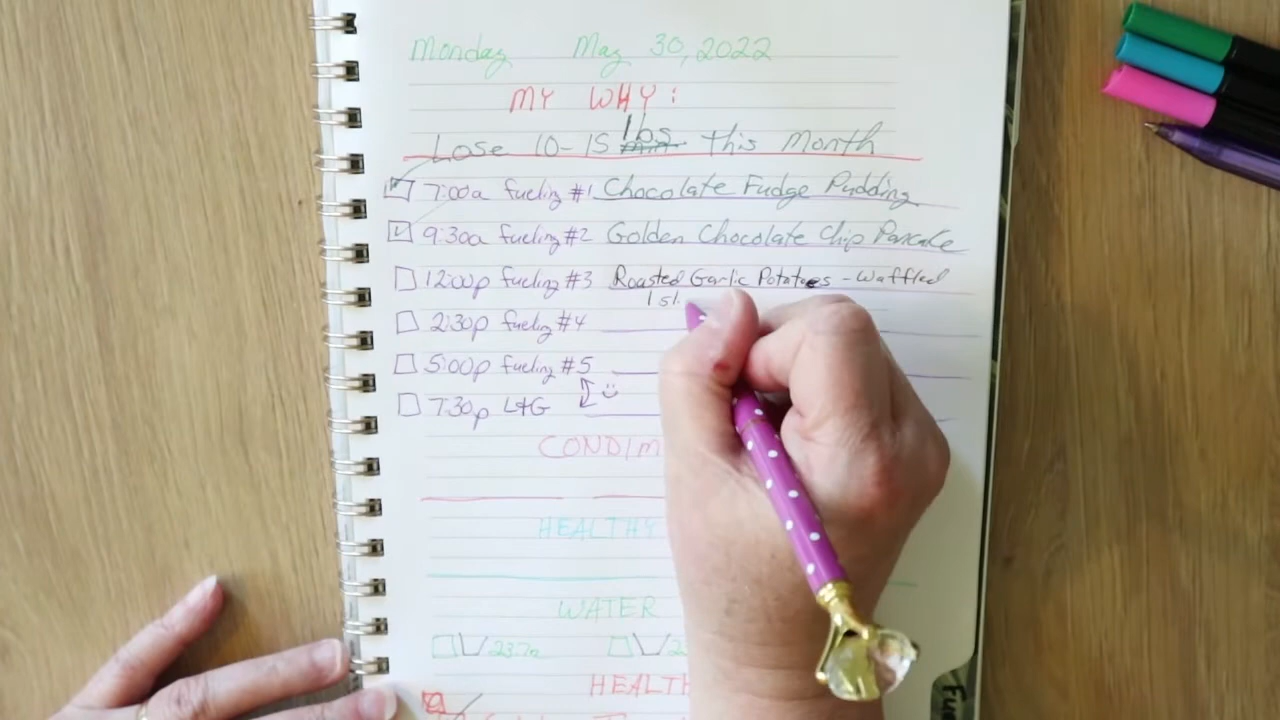 Monday May 30, 2022
MY WHY:
Lose 10-15 lbs this Month
7:00a fueling #1 Chocolate Fudge Pudding
9:30a fueling #2 Golden Chocolate Chip Pancake
12:00p fueling #3 Roasted Garlic Potatoes - Waffled
1 sl
2:30p fueling #4
5:00p fueling #5
7:30p L+G
CONDIM
HEALTHY
WATER
23.7
HEALTH